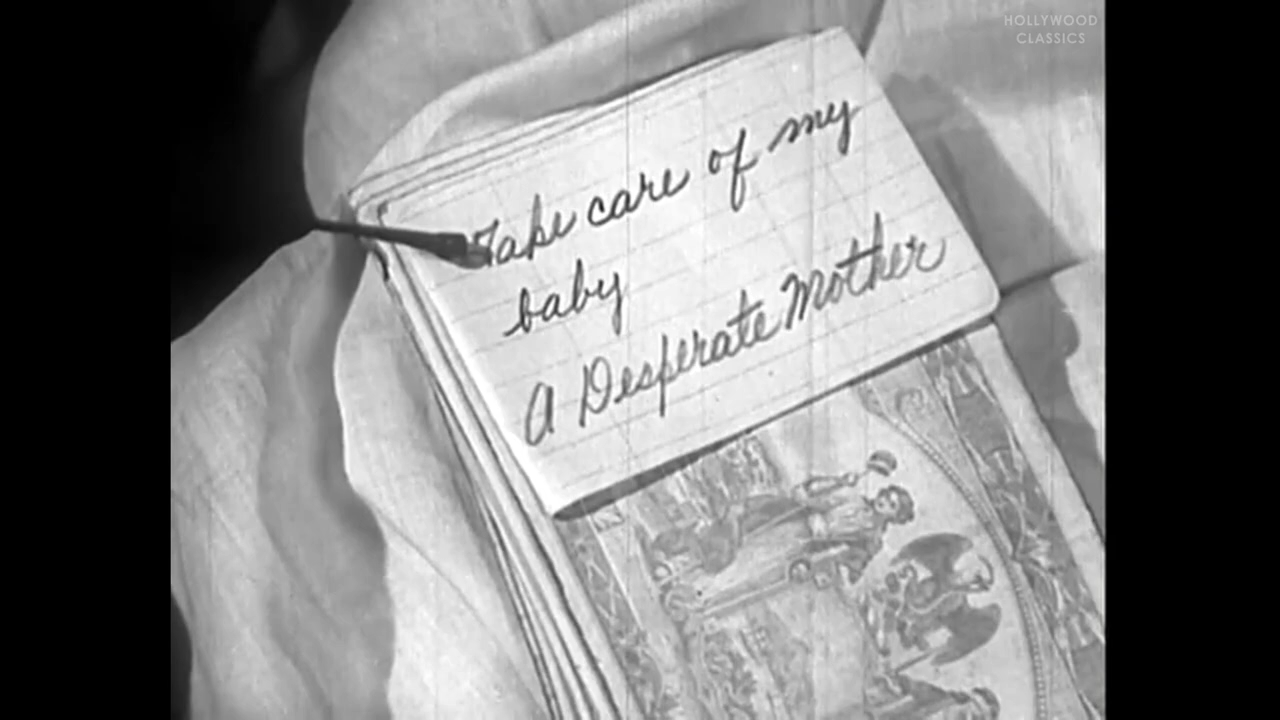 HOLLYWOOD
CLASSICS
Take care of my
baby
A Desperate Mother